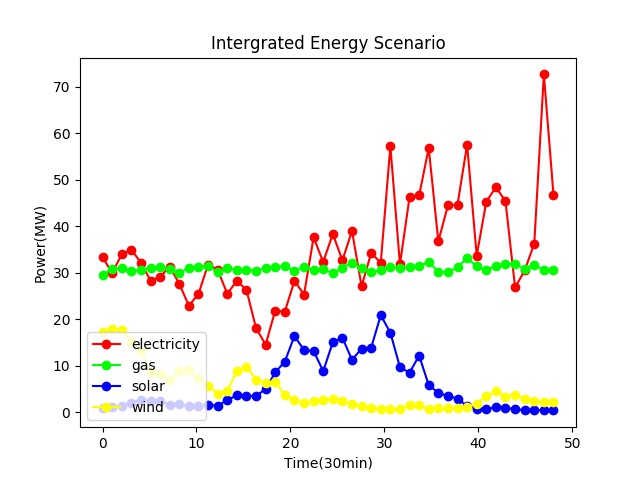 Intergrated Energy Scenario
Power(MW)
70
60
50
40
30
20
10
0
electricity
gas
solar
wind
0 10 20 30 40 50
Time(30min)